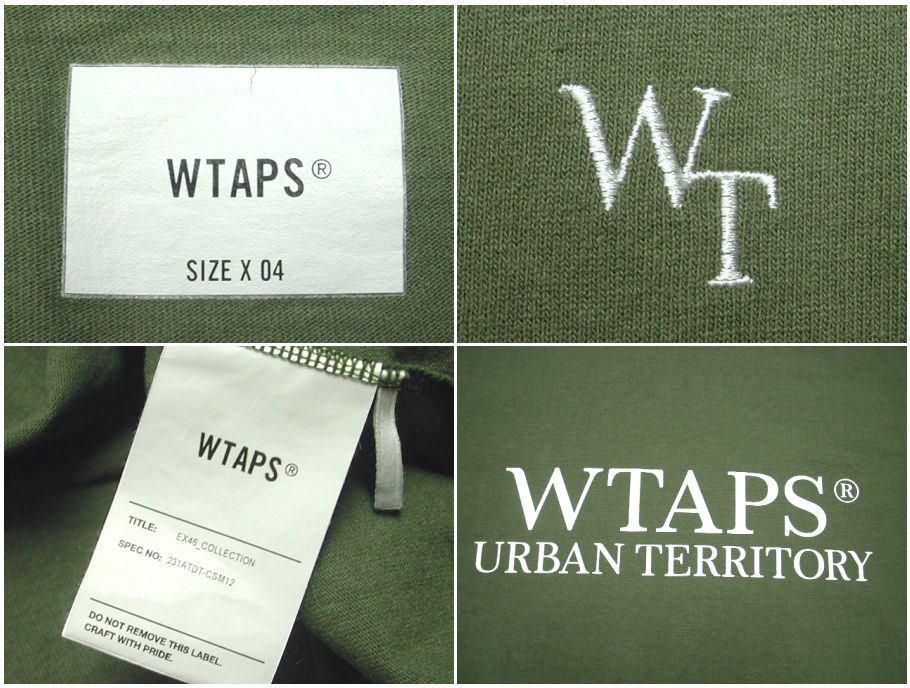 WTAPS®
SIZE X 04
WT
WTAPS®
TITLE: EX46_COLLECTION
SPEC NO: 231ATDT-CSM12
DO NOT REMOVE THIS LABEL.
CRAFT WITH PRIDE.
WTAPS®
URBAN TERRITORY